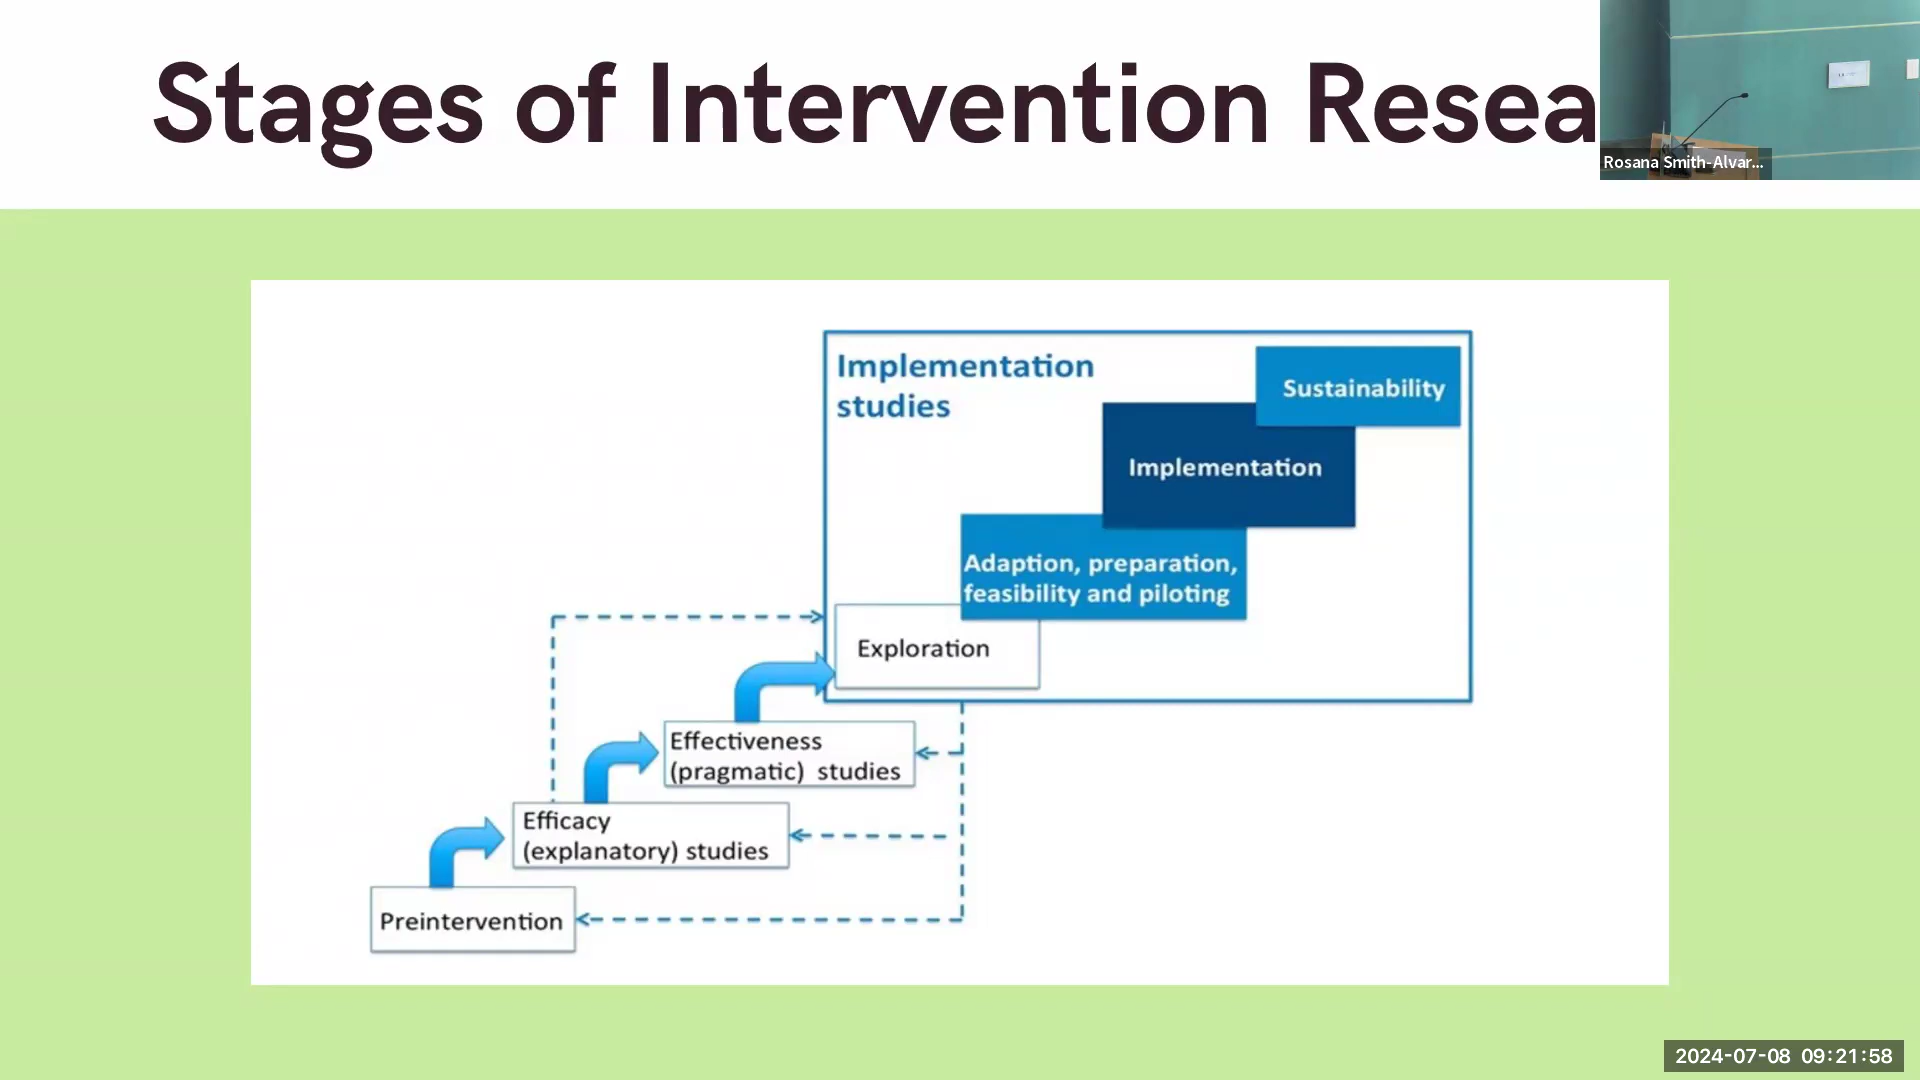 Stages of Intervention Resea
Rosana Smith-Alvar...
Implementation
studies
Sustainability
Implementation
Adaption, preparation,
feasibility and piloting
Exploration
Effectiveness
(pragmatic) studies
Efficacy
(explanatory) studies
Preintervention
2024-07-08 09:21:58